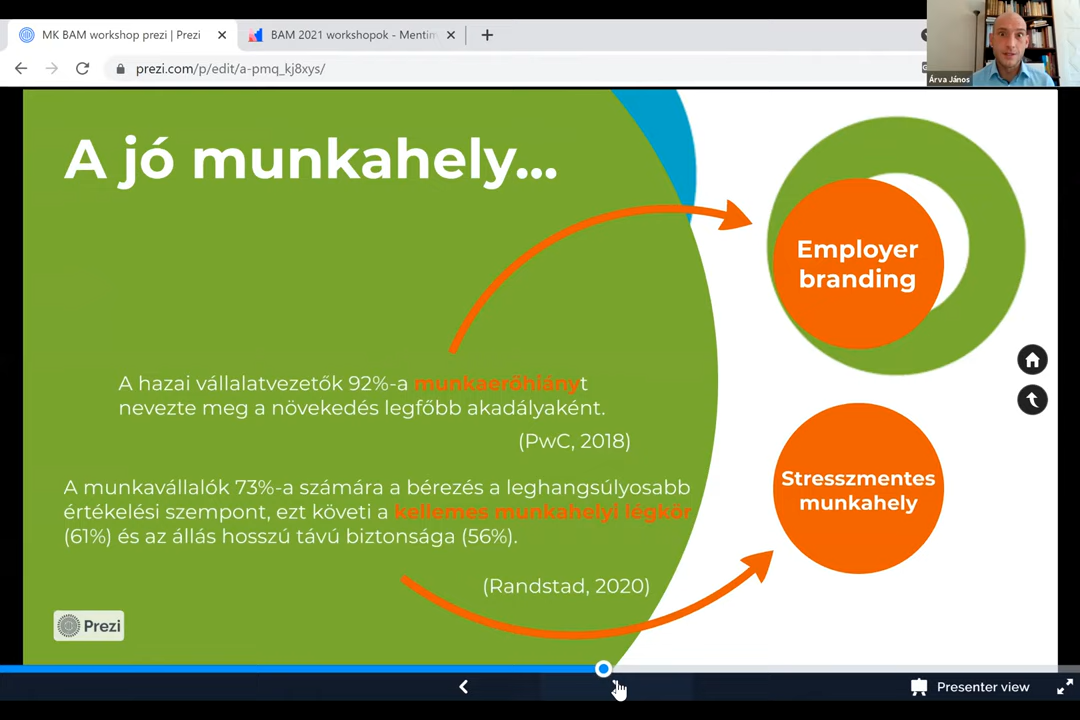 MK BAM workshop prezi | Prezi
BAM 2021 workshopok - Mentim
prezi.com/p/edit/a-pmq_kj8xys/
Árva János
A jó munkahely...
Employer
branding
A hazai vállalatvezetők 92%-a munkaerőhiányt
nevezte meg a növekedés legfőbb akadályaként.
(PwC, 2018)
A munkavállalók 73%-a számára a bérezés a leghangsúlyosabb
értékelési szempont, ezt követi a kellemes munkahelyi légkör
(61%) és az állás hosszú távú biztonsága (56%).
(Randstad, 2020)
Stresszmentes
munkahely
Prezi
Presenter view